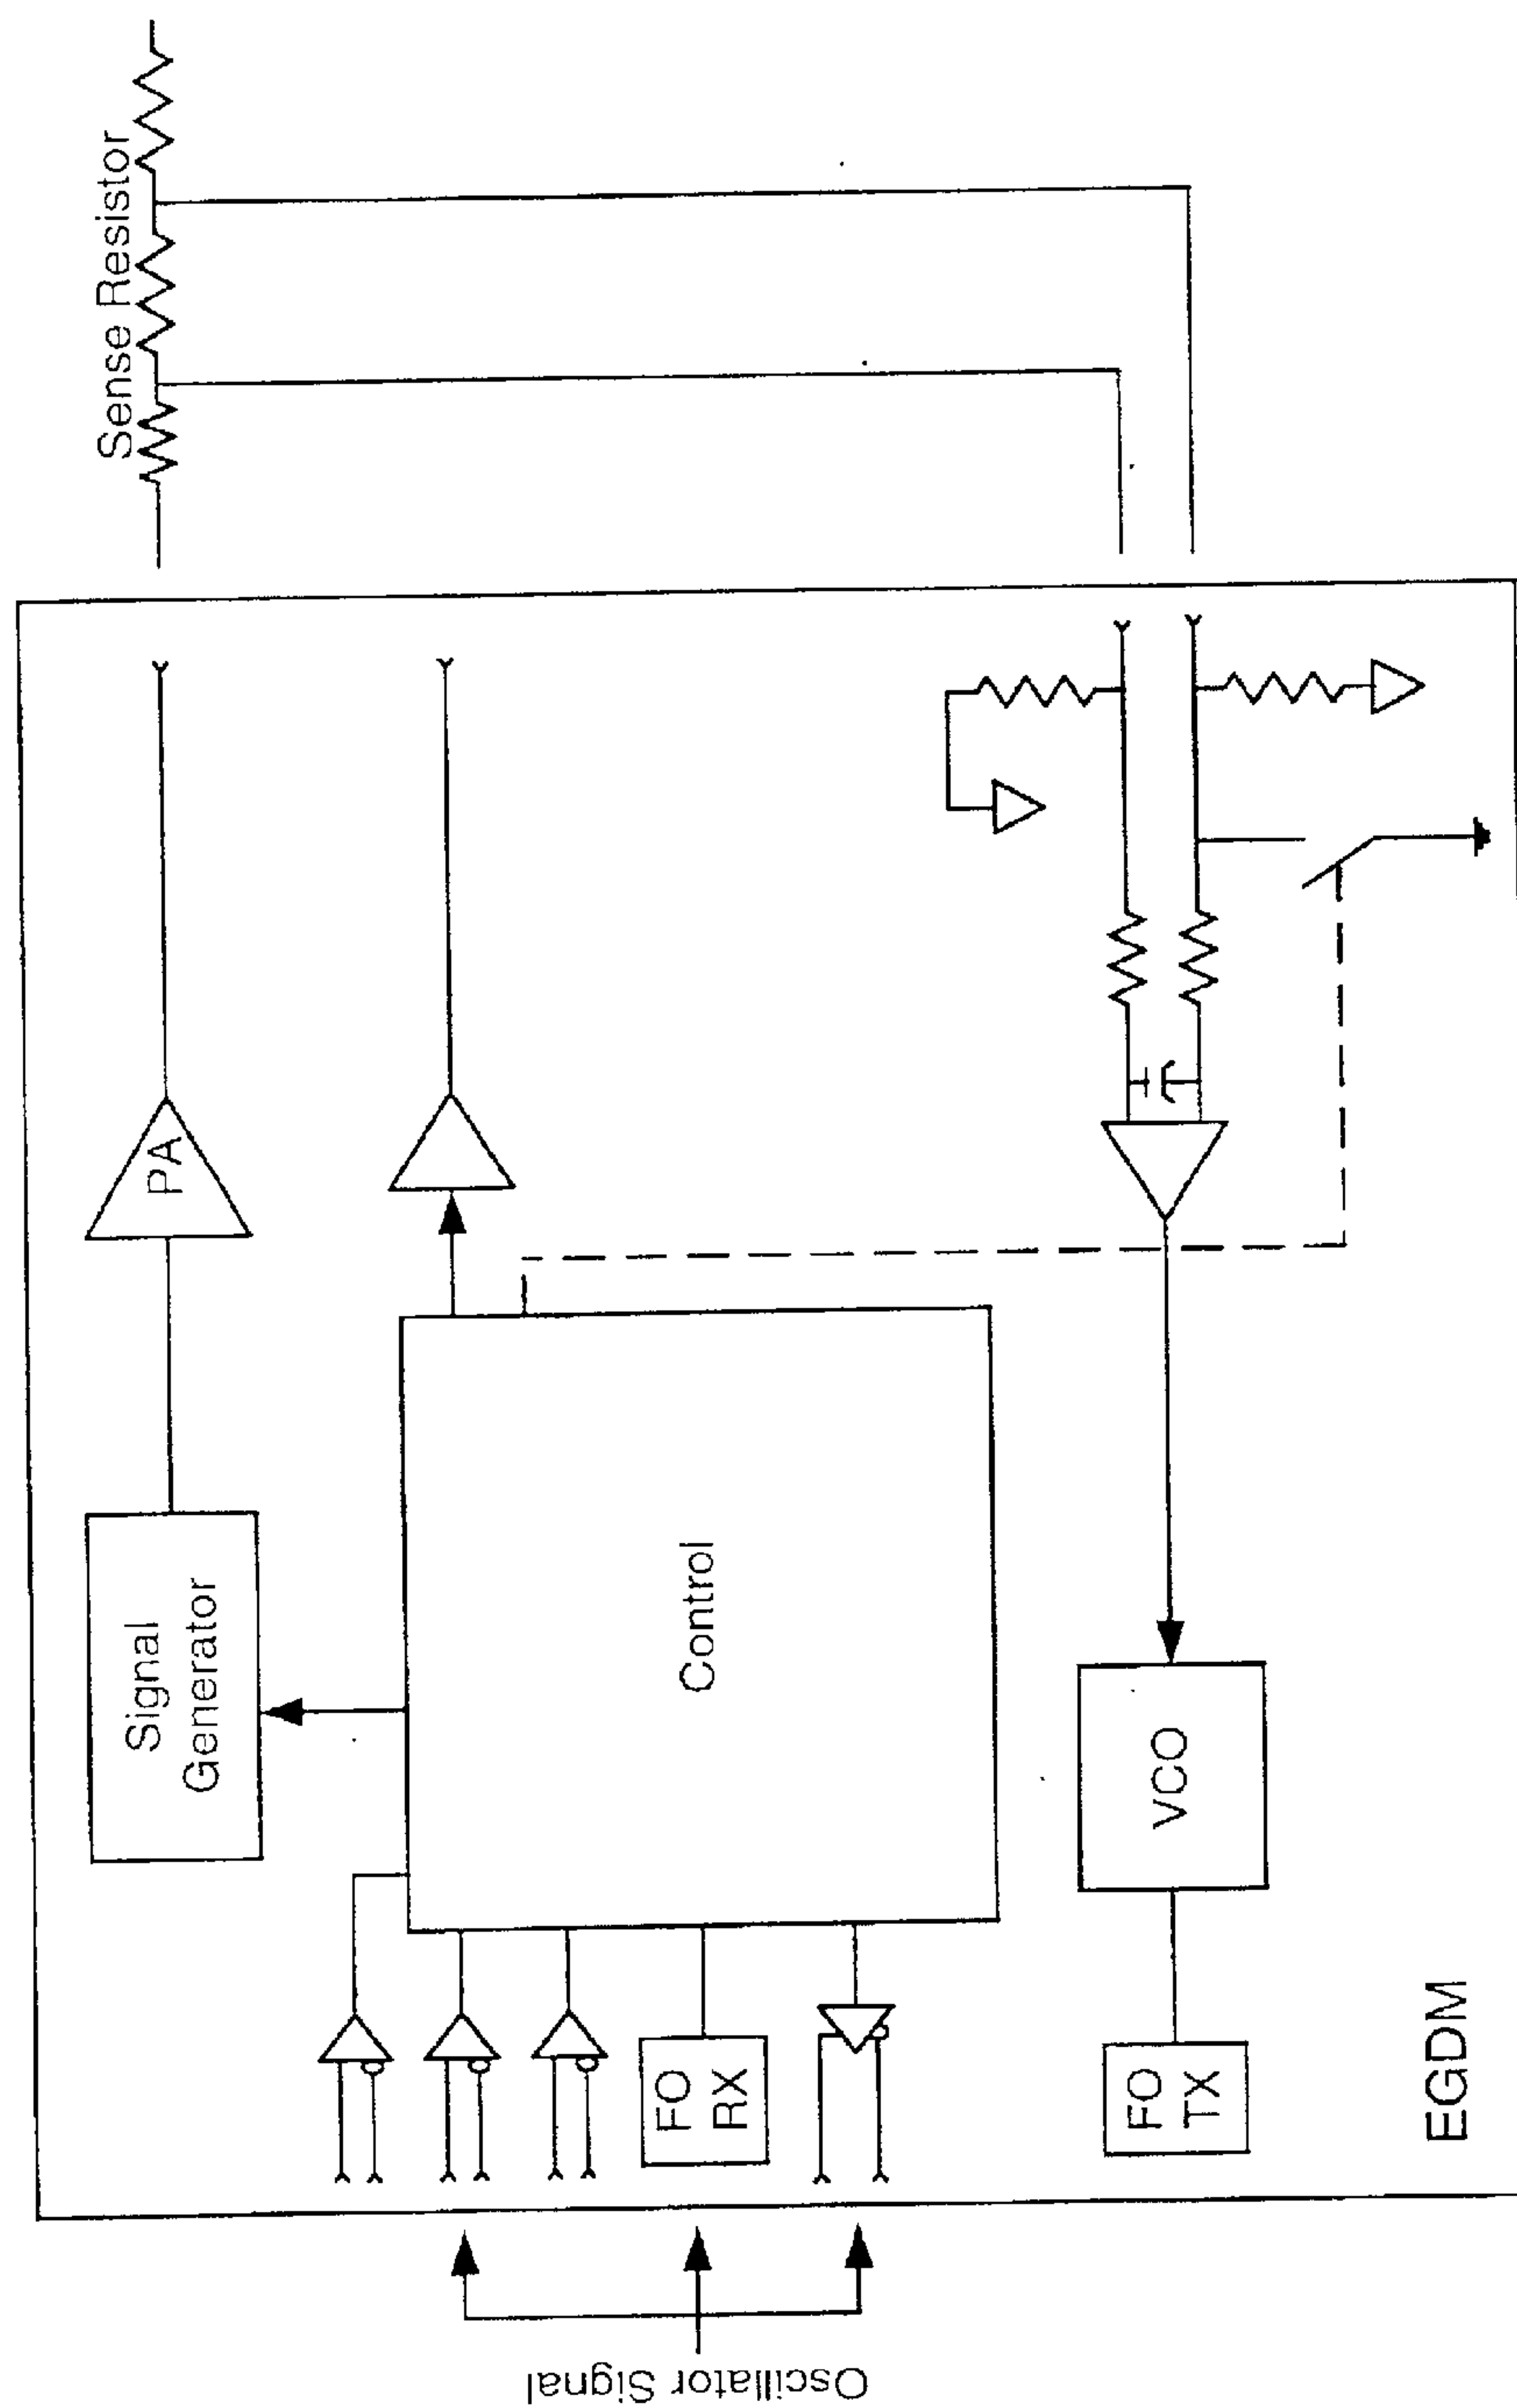 Sense Resistor
PA
Signal
Generator
Control
FO
RX
VCO
FO
TX
EGDM
Oscillator Signal